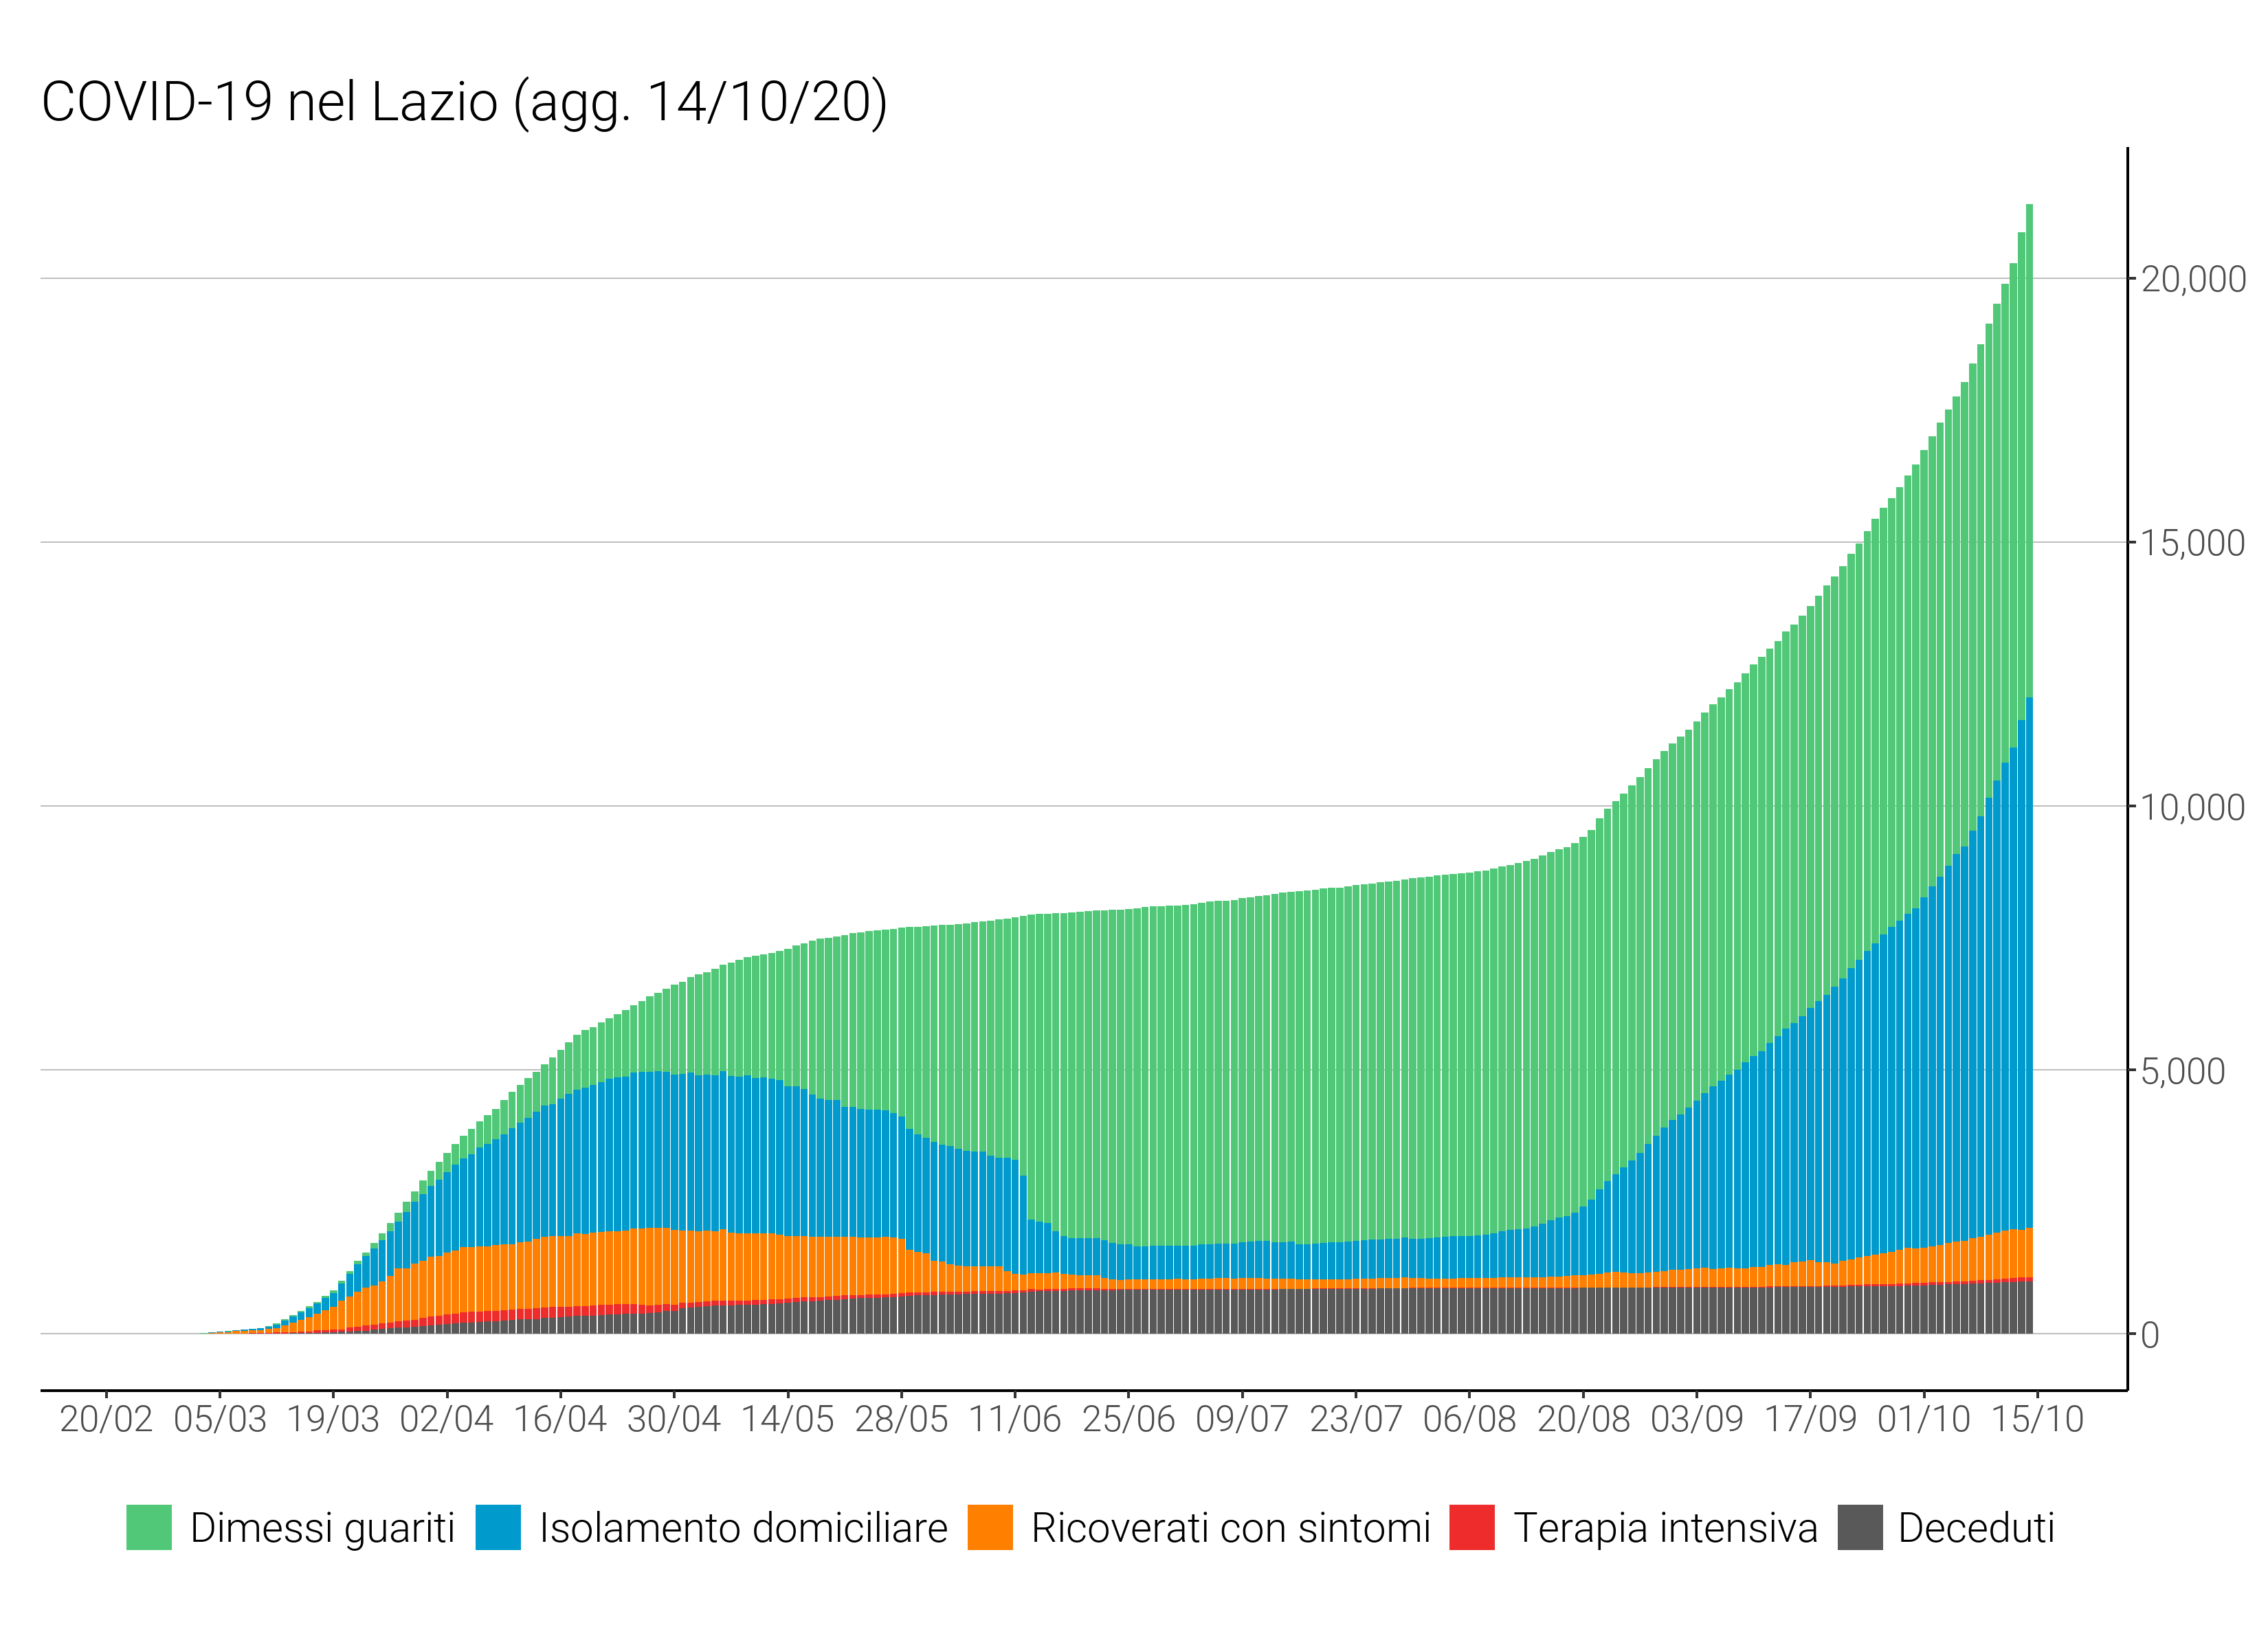 COVID-19 nel Lazio (agg. 14/10/20)
20,000
15,000
10,000
5,000
0
20/02 05/03 19/03 02/04 16/04 30/04 14/05 28/05 11/06 25/06 09/07 23/07 06/08 20/08 03/09 17/09 01/10 15/10
Dimessi guariti Isolamento domiciliare Ricoverati con sintomi Terapia intensiva Deceduti